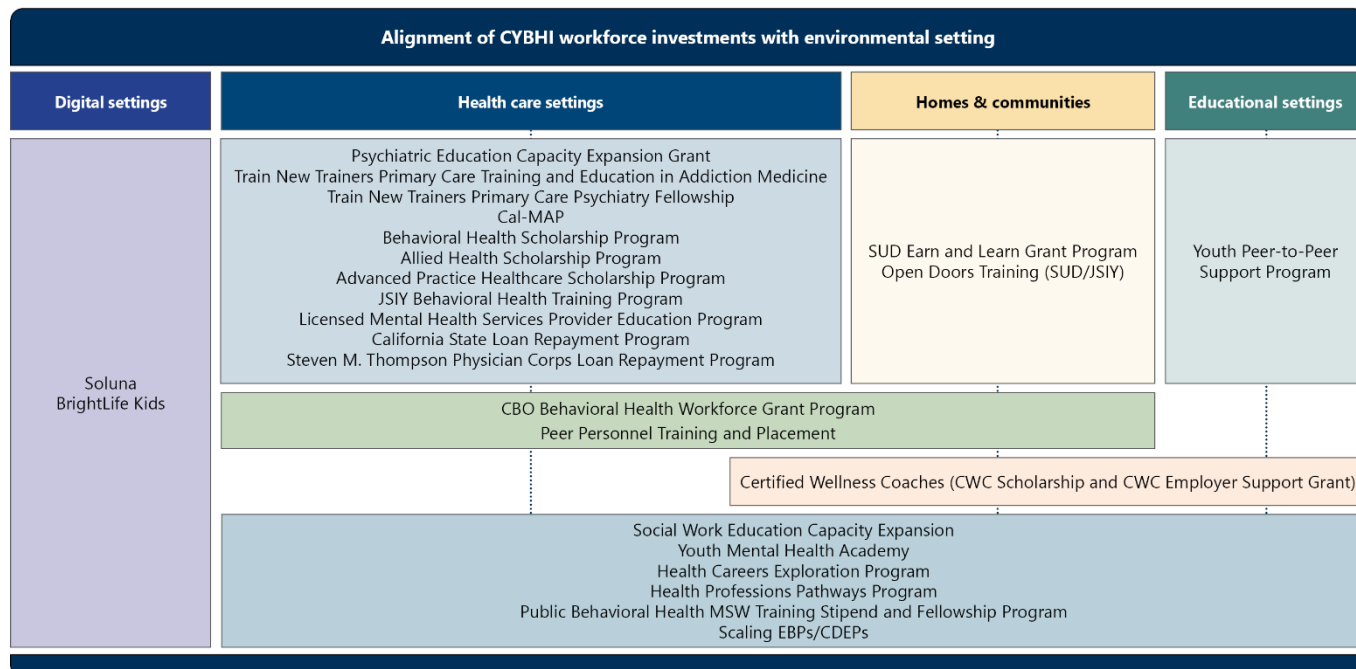 Alignment of CYBHI workforce investments with environmental setting
Digital settings
Health care settings
Homes & communities
Educational settings
Soluna
BrightLife Kids
Psychiatric Education Capacity Expansion Grant
Train New Trainers Primary Care Training and Education in Addiction Medicine
Train New Trainers Primary Care Psychiatry Fellowship
Cal-MAP
Behavioral Health Scholarship Program
Allied Health Scholarship Program
Advanced Practice Healthcare Scholarship Program
JSIY Behavioral Health Training Program
Licensed Mental Health Services Provider Education Program
California State Loan Repayment Program
Steven M. Thompson Physician Corps Loan Repayment Program
SUD Earn and Learn Grant Program
Open Doors Training (SUD/JSIY)
Youth Peer-to-Peer
Support Program
CBO Behavioral Health Workforce Grant Program
Peer Personnel Training and Placement
Certified Wellness Coaches (CWC Scholarship and CWC Employer Support Grant)
Social Work Education Capacity Expansion
Youth Mental Health Academy
Health Careers Exploration Program
Health Professions Pathways Program
Public Behavioral Health MSW Training Stipend and Fellowship Program
Scaling EBPs/CDEPs